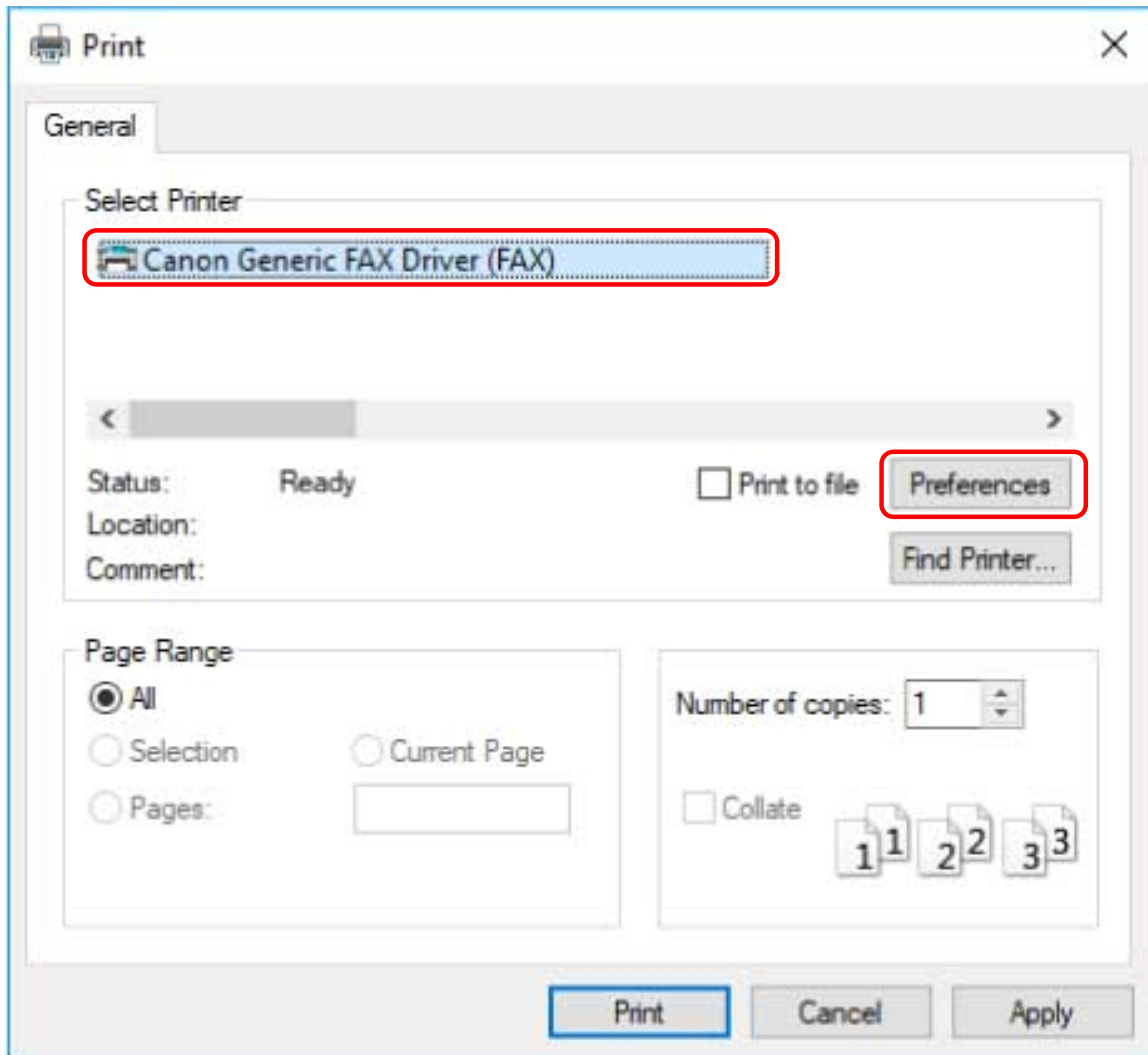 Print
General
Select Printer
Canon Generic FAX Driver (FAX)
Status: Ready
Print to file
Preferences
Location:
Comment:
Find Printer...
Page Range
All
Selection
Current Page
Pages:
Number of copies: 1
Collate
1 1 2 2 3 3
Print
Cancel
Apply